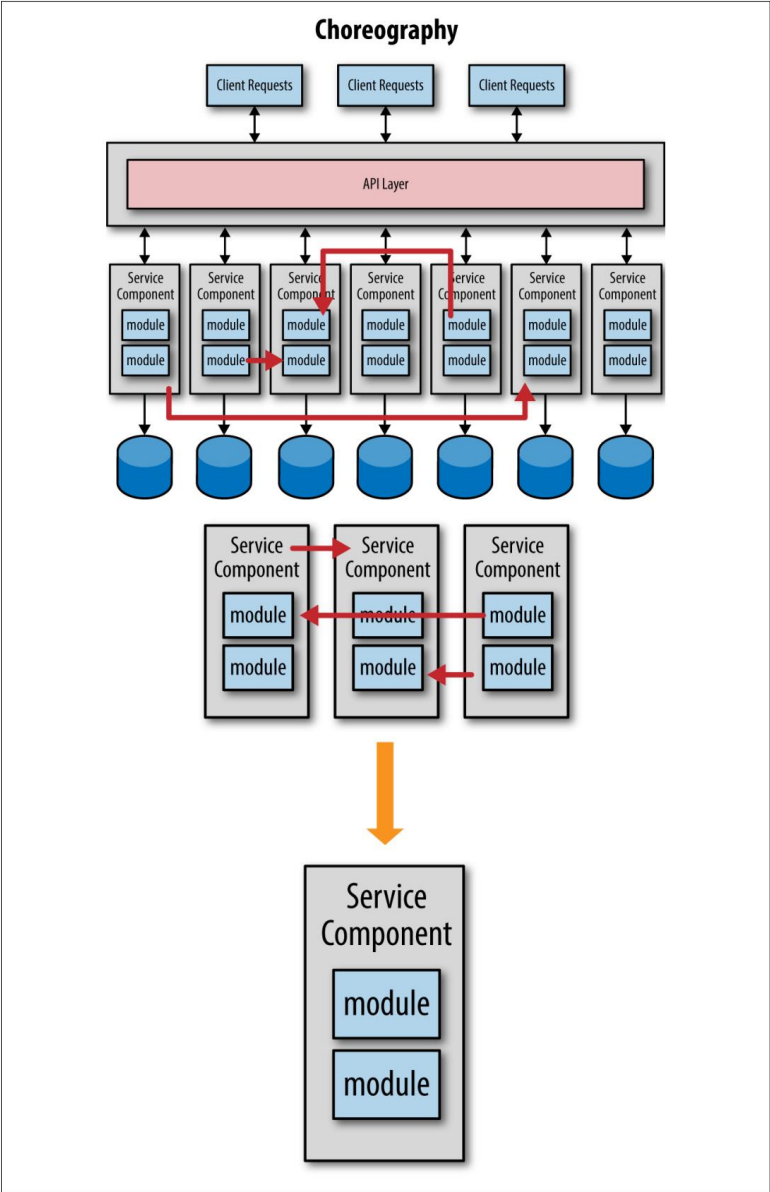 Choreography
Client Requests
Client Requests
Client Requests
API Layer
Service
Component
module
module
Service
Component
module
module
Service
Component
module
module
Service
Component
module
module
Service
Component
module
module
Service
Component
module
module
Service
Component
module
module
Service
Component
module
module
Service
Component
module
module
Service
Component
module
module
Service
Component
module
module